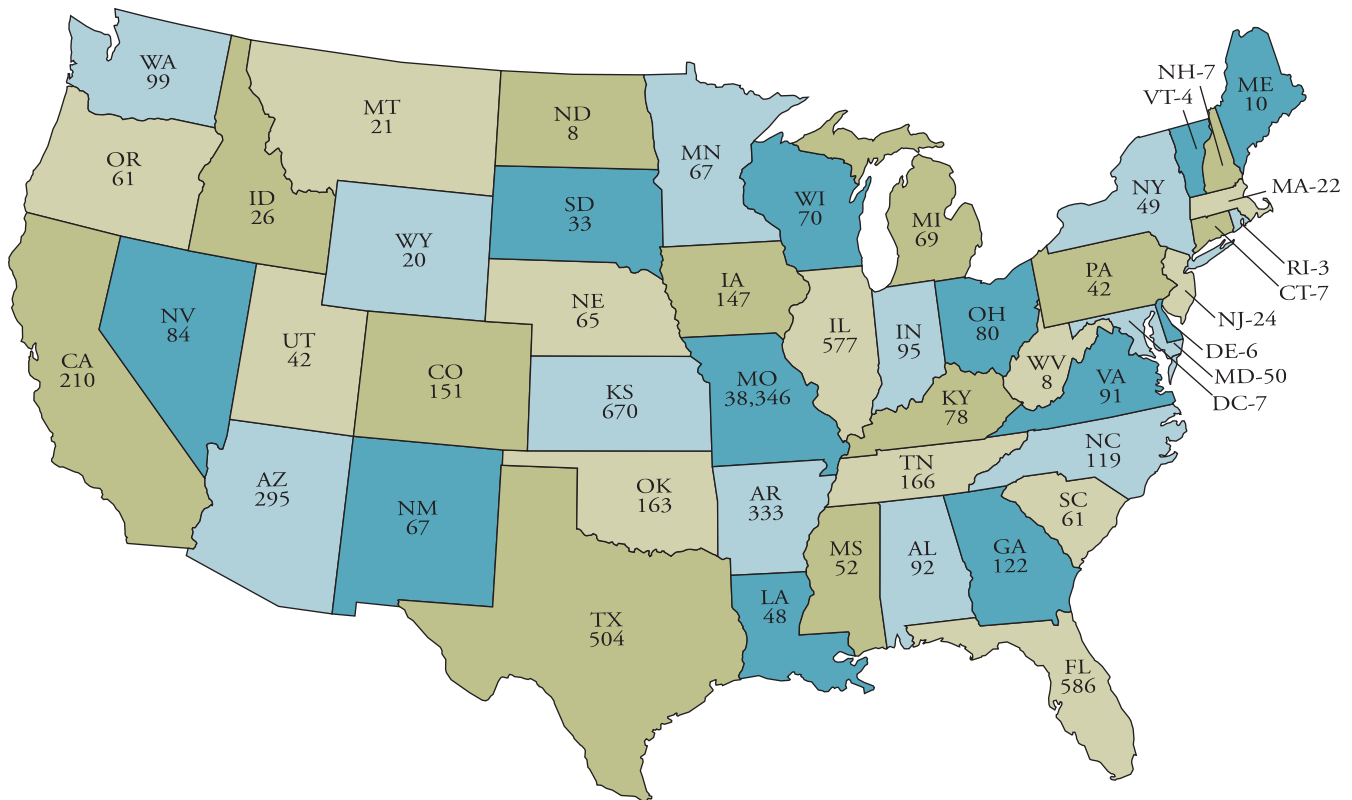 WA
99
OR
61
CA
210
NV
84
ID
26
MT
21
WY
20
UT
42
CO
151
AZ
295
NM
67
ND
8
SD
33
NE
65
KS
670
OK
163
TX
504
MN
67
IA
147
MO
38,346
AR
333
LA
48
WI
70
IL
577
MI
69
IN
95
OH
80
KY
78
TN
166
MS
52
AL
92
GA
122
FL
586
SC
61
NC
119
VA
91
WV
8
PA
42
NY
49
VT-4
NH-7
ME
10
MA-22
RI-3
CT-7
NJ-24
DE-6
MD-50
DC-7